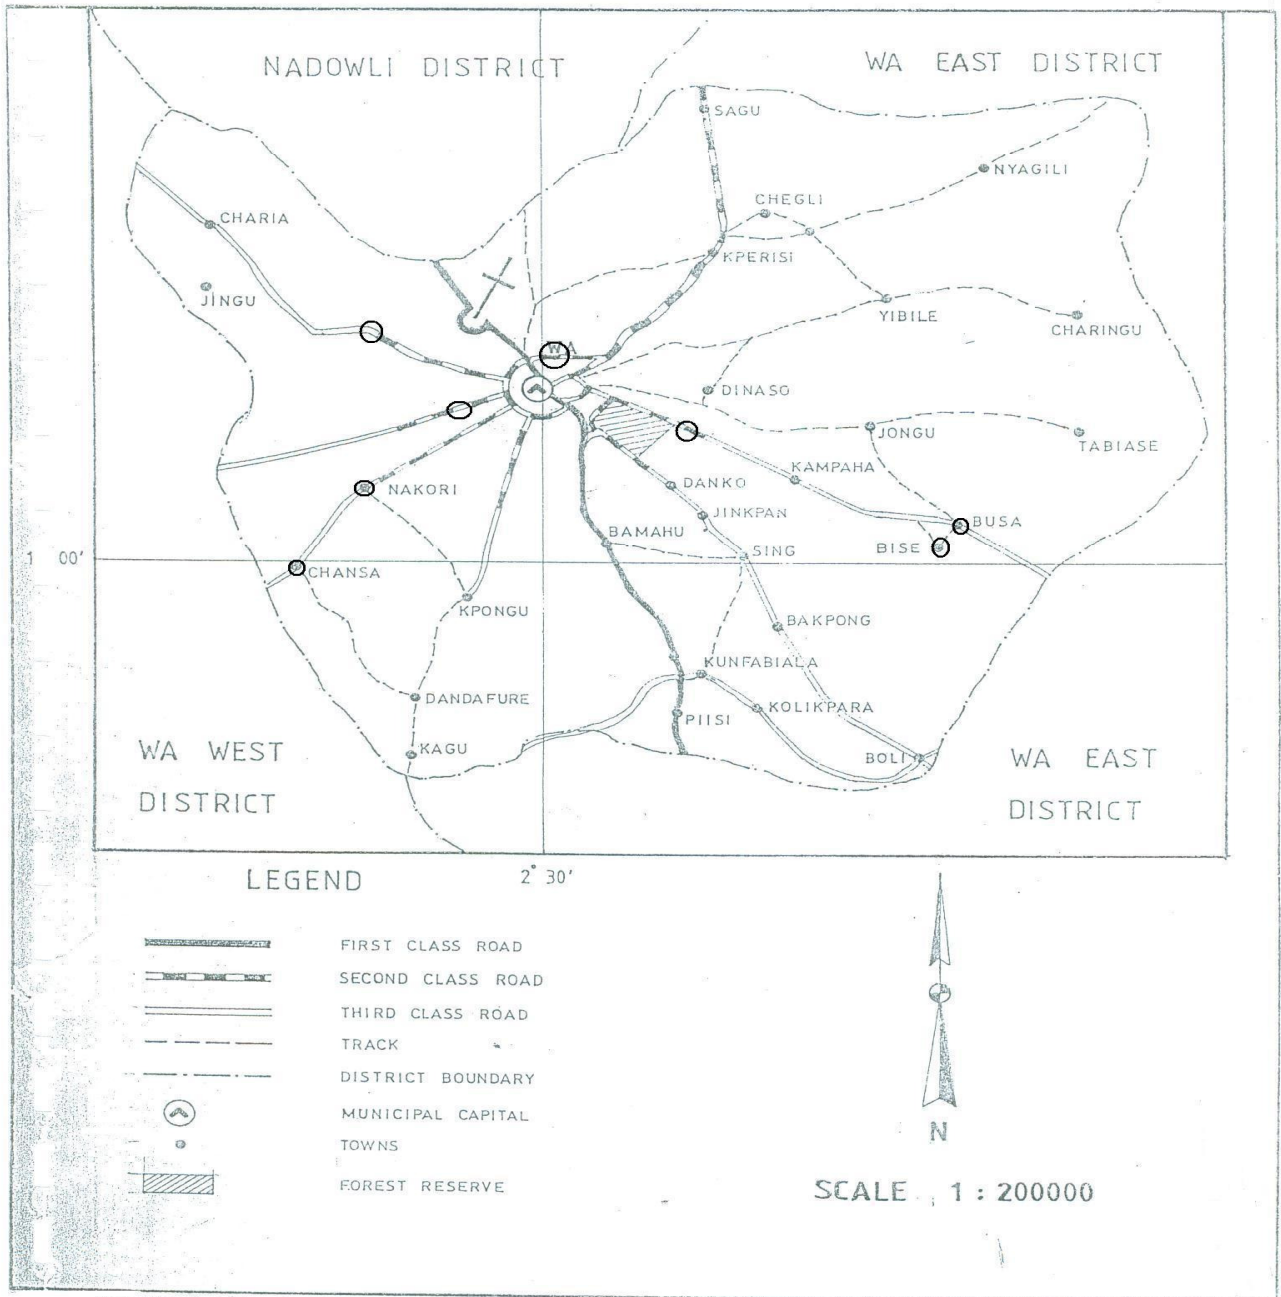 NADOWLI DISTRICT
WA EAST DISTRICT
SAGU
NYAGILI
CHEGLI
CHARIA
KPERISI
JINGU
YIBILE
CHARINGU
WA
DINASO
JONGU
TABIASE
KAMPAHA
NAKORI
DANKO
JINKPAN
BUSA
BAMAHU
SING
BISE
1 00'
CHANSA
KPONGU
BAKPONG
KUNFABIALA
DANDAFURE
KOLIKPARA
PIISI
WA WEST
DISTRICT
KAGU
BOLI
WA EAST
DISTRICT
LEGEND
2° 30'
FIRST CLASS ROAD
SECOND CLASS ROAD
THIRD CLASS ROAD
TRACK
DISTRICT BOUNDARY
MUNICIPAL CAPITAL
TOWNS
FOREST RESERVE
N
SCALE 1 : 200000